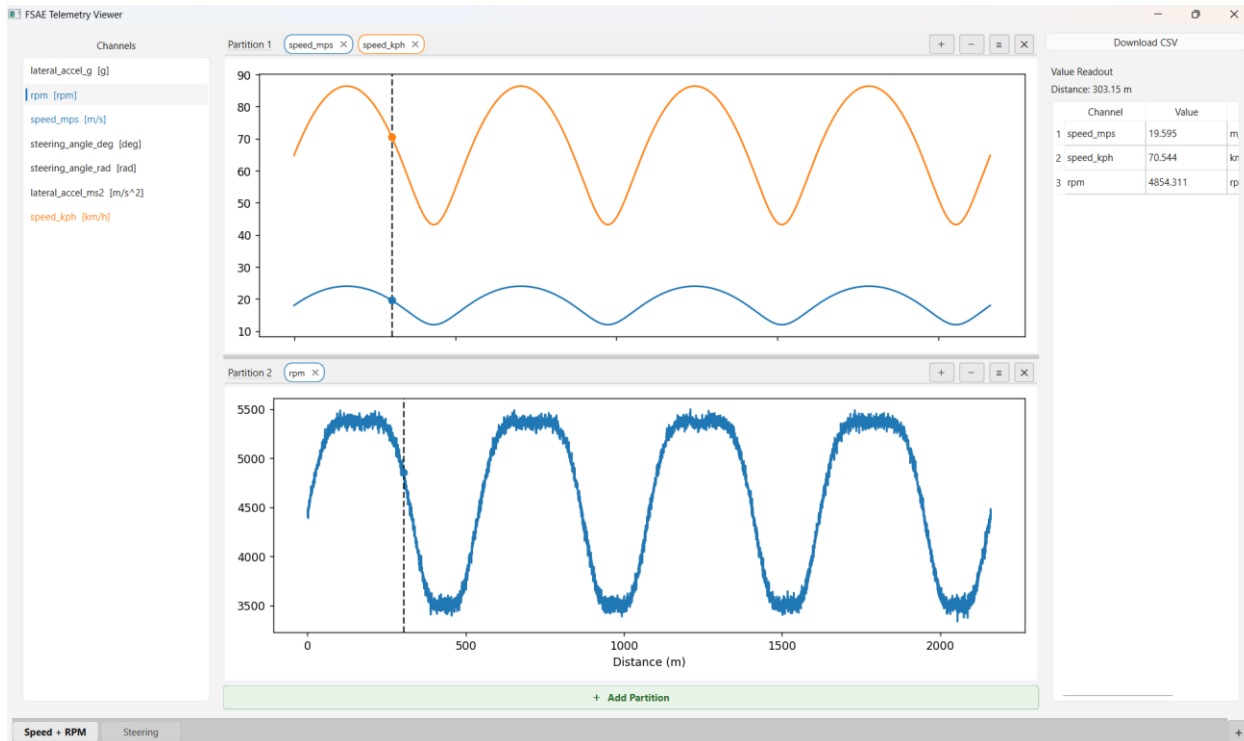 FSAE Telemetry Viewer
Channels
lateral_accel_g [g]
rpm [rpm]
speed_mps [m/s]
steering_angle_deg [deg]
steering_angle_rad [rad]
lateral_accel_ms2 [m/s^2]
speed_kph [km/h]
Partition 1 speed_mps × speed_kph × + − = ×
90
80
70
60
50
40
30
20
10
Partition 2 rpm × + − = ×
5500
5000
4500
4000
3500
0 500 1000 1500 2000
Distance (m)
+ Add Partition
Download CSV
Value Readout
Distance: 303.15 m
Channel Value
1 speed_mps 19.595 m
2 speed_kph 70.544 kn
3 rpm 4854.311 rp
Speed + RPM Steering +